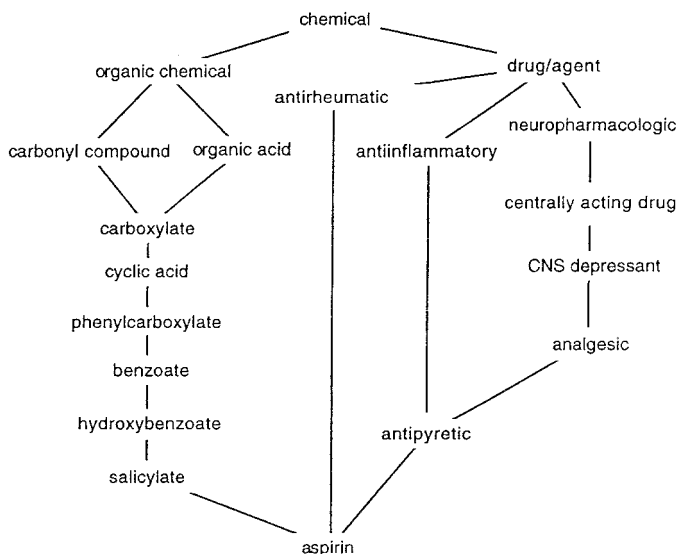 chemical
organic chemical
drug/agent
antirheumatic
neuropharmacologic
carbonyl compound
organic acid
antiinflammatory
centrally acting drug
carboxylate
cyclic acid
CNS depressant
phenylcarboxylate
analgesic
benzoate
hydroxybenzoate
antipyretic
salicylate
aspirin